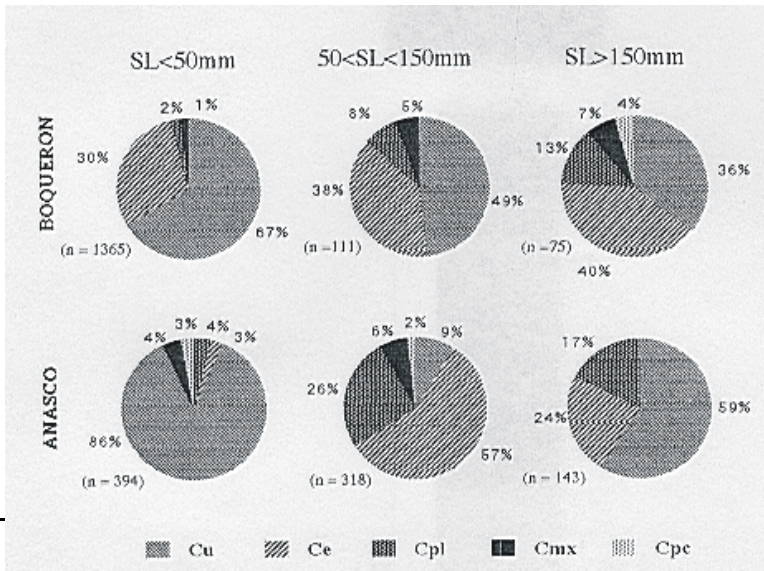 SL<50mm 50<SL<150mm SL>150mm
BOQUERON
2% 1%
30%
67%
(n = 1365)
8% 6%
38%
49%
(n =111)
7% 4%
13%
36%
40%
(n =75)
ANASCO
4% 3% 4% 3%
86%
(n = 394)
6% 2% 9%
26%
57%
(n = 318)
17%
24%
59%
(n = 143)
Cu Ce Cpl Cmx Cpc